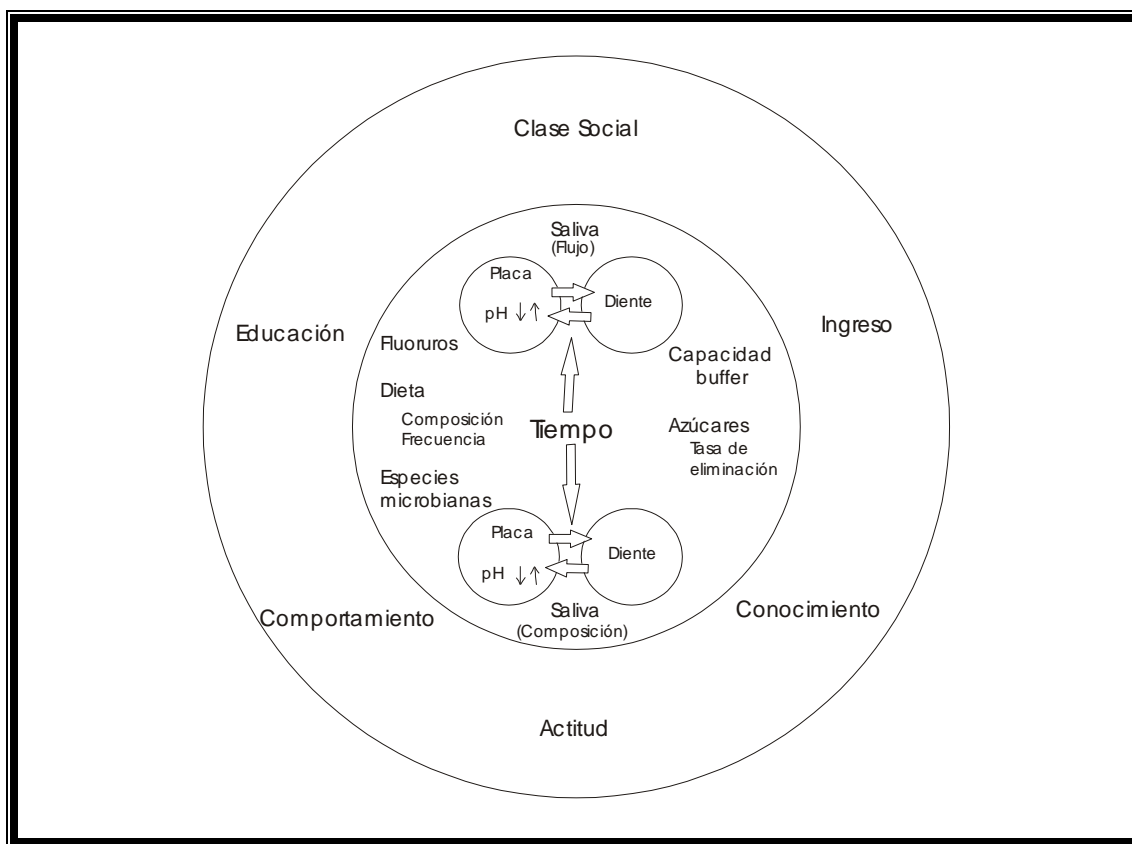 Clase Social
Saliva
(Flujo)
Placa
pH ↓↑
Diente
Educación
Ingreso
Fluoruros
Capacidad
buffer
Dieta
Composición
Frecuencia
Tiempo
Azúcares
Tasa de
eliminación
Especies
microbianas
Placa
pH ↓↑
Diente
Saliva
(Composición)
Comportamiento
Conocimiento
Actitud